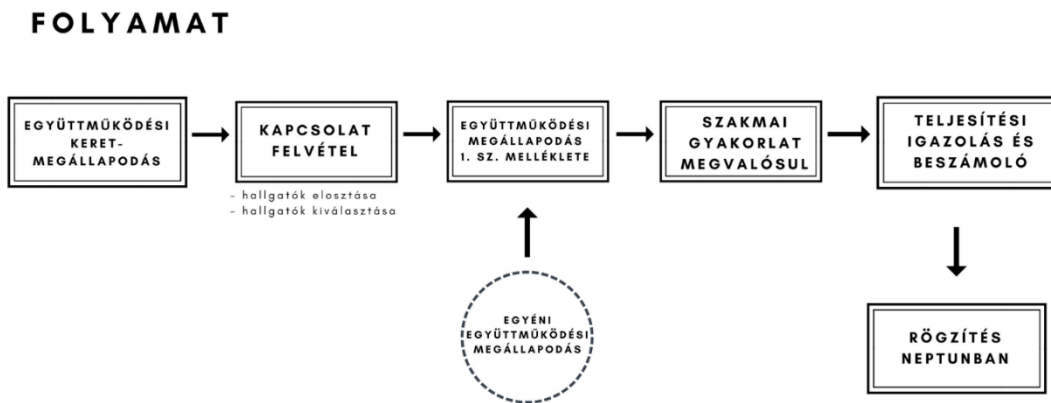 FOLYAMAT
EGYÜTTMŰKÖDÉSI
KERET-
MEGÁLLAPODÁS
KAPCSOLAT
FELVÉTEL
- hallgatók elosztása
- hallgatók kiválasztása
EGYÜTTMŰKÖDÉSI
MEGÁLLAPODÁS
1. SZ. MELLÉKLETE
SZAKMAI
GYAKORLAT
MEGVALÓSUL
TELJESÍTÉSI
IGAZOLÁS ÉS
BESZÁMOLÓ
EGYÉNI
EGYÜTTMŰKÖDÉSI
MEGÁLLAPODÁS
RÖGZÍTÉS
NEPTUNBAN